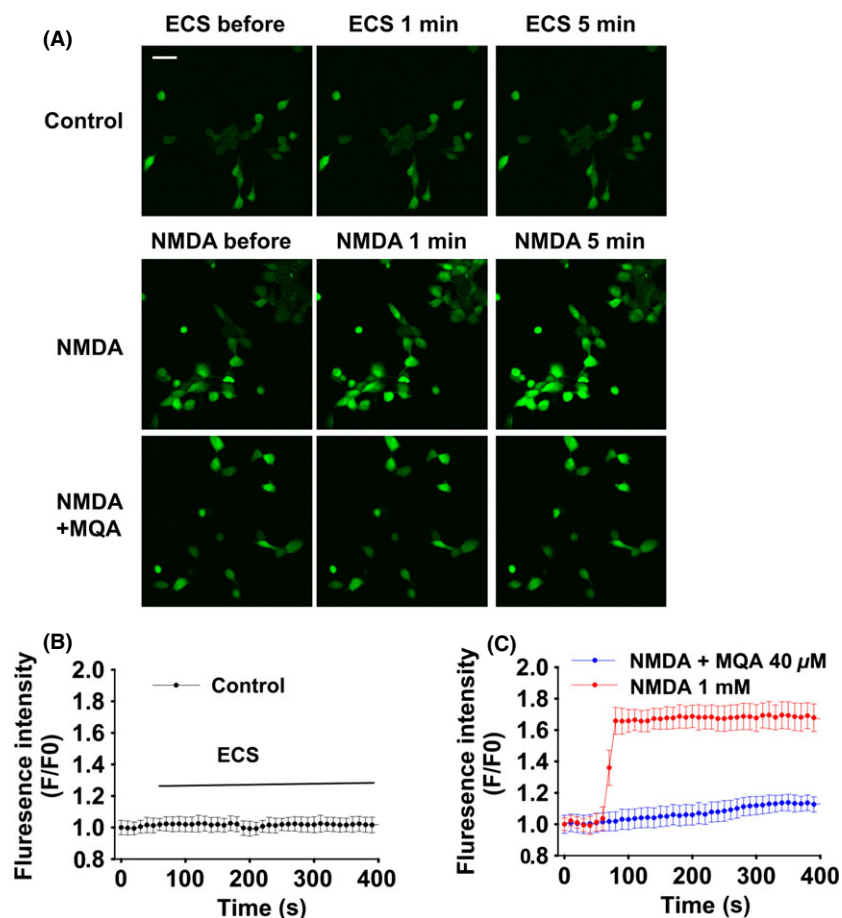 (A)
ECS before ECS 1 min ECS 5 min
Control
NMDA before NMDA 1 min NMDA 5 min
NMDA
NMDA
+MQA
(B)
Fluresence intensity
(F/F0)
2.0
1.8
1.6
1.4
1.2
1.0
0.8
Control
ECS
0 100 200 300 400
Time (s)
(C)
Fluresence intensity
(F/F0)
2.0
1.8
1.6
1.4
1.2
1.0
0.8
NMDA + MQA 40 µM
NMDA 1 mM
0 100 200 300 400
Time (s)